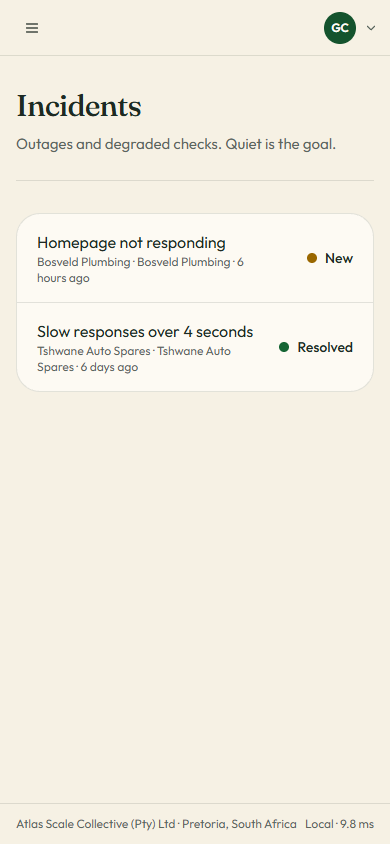 GC
Incidents
Outages and degraded checks. Quiet is the goal.
Homepage not responding
Bosveld Plumbing · Bosveld Plumbing · 6
hours ago
New
Slow responses over 4 seconds
Tshwane Auto Spares · Tshwane Auto
Spares · 6 days ago
Resolved
Atlas Scale Collective (Pty) Ltd · Pretoria, South Africa Local · 9.8 ms